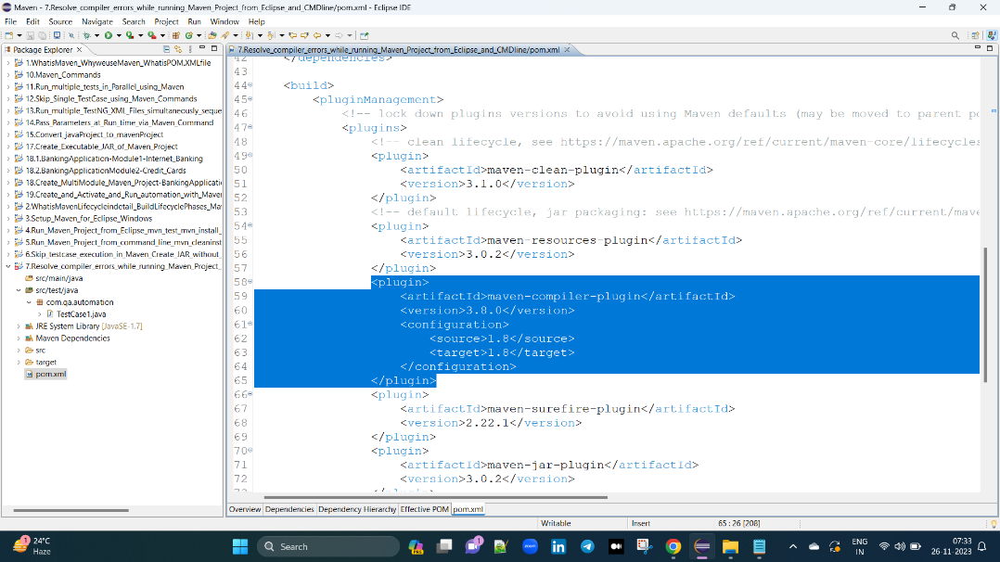 Maven - 7.Resolve_compiler_errors_while_running_Maven_Project_from_Eclipse_and_CMDline/pom.xml - Eclipse IDE
File Edit Source Navigate Search Project Run Window Help
Package Explorer
7.Resolve_compiler_errors_while_running_Maven_Project_from_Eclipse_and_CMDline/pom.xml
1.WhatisMaven_WhyweuseMaven_WhatisPOM.XMLfile
10.Maven_Commands
11.Run_multiple_tests_in_Parallel_using_Maven
12.Skip_Single_TestCase_using_Maven_Commands
13.Run_multiple_TestNG_XML_Files_simultaneously_seque
14.Pass_Parameters_at_Run_time_via_Maven_Command
15.Convert_javaProject_to_mavenProject
17.Create_Executable_JAR_of_Maven_Project
18.1.BankingApplication-Module1-Internet_Banking
18.2.BankingApplicationModule2-Credit_Cards
18.Create_MultiModule_Maven_Project-BankingApplicati
19.Create_and_Activate_and_Run_automation_with_Maven
2.WhatisMavenLifecycleindetail_BuildLifecyclePhases_Ma
3.Setup_Maven_for_Eclipse_Windows
4.Run_Maven_Project_from_Eclipse_mvn_test_mvn_install_
5.Run_Maven_Project_from_command_line_mvn_cleaninst
6.Skip_testcase_execution_in_Maven_Create_JAR_without_
7.Resolve_compiler_errors_while_running_Maven_Project_
src/main/java
src/test/java
com.qa.automation
TestCase1.java
JRE System Library [JavaSE-1.7]
Maven Dependencies
src
target
pom.xml
42 </dependencies>
43
44 <build>
45 <pluginManagement>
46 <!-- lock down plugins versions to avoid using Maven defaults (may be moved to parent po
47 <plugins>
48 <!-- clean lifecycle, see https://maven.apache.org/ref/current/maven-core/lifecycles
49 <plugin>
50 <artifactId>maven-clean-plugin</artifactId>
51 <version>3.1.0</version>
52 </plugin>
53 <!-- default lifecycle, jar packaging: see https://maven.apache.org/ref/current/mave
54 <plugin>
55 <artifactId>maven-resources-plugin</artifactId>
56 <version>3.0.2</version>
57 </plugin>
58 <plugin>
59 <artifactId>maven-compiler-plugin</artifactId>
60 <version>3.8.0</version>
61 <configuration>
62 <source>1.8</source>
63 <target>1.8</target>
64 </configuration>
65 </plugin>
66 <plugin>
67 <artifactId>maven-surefire-plugin</artifactId>
68 <version>2.22.1</version>
69 </plugin>
70 <plugin>
71 <artifactId>maven-jar-plugin</artifactId>
72 <version>3.0.2</version>
Overview Dependencies Dependency Hierarchy Effective POM pom.xml
Writable Insert 65 : 26 [208]
24°C
Haze
Search
ENG
IN
07:33
26-11-2023